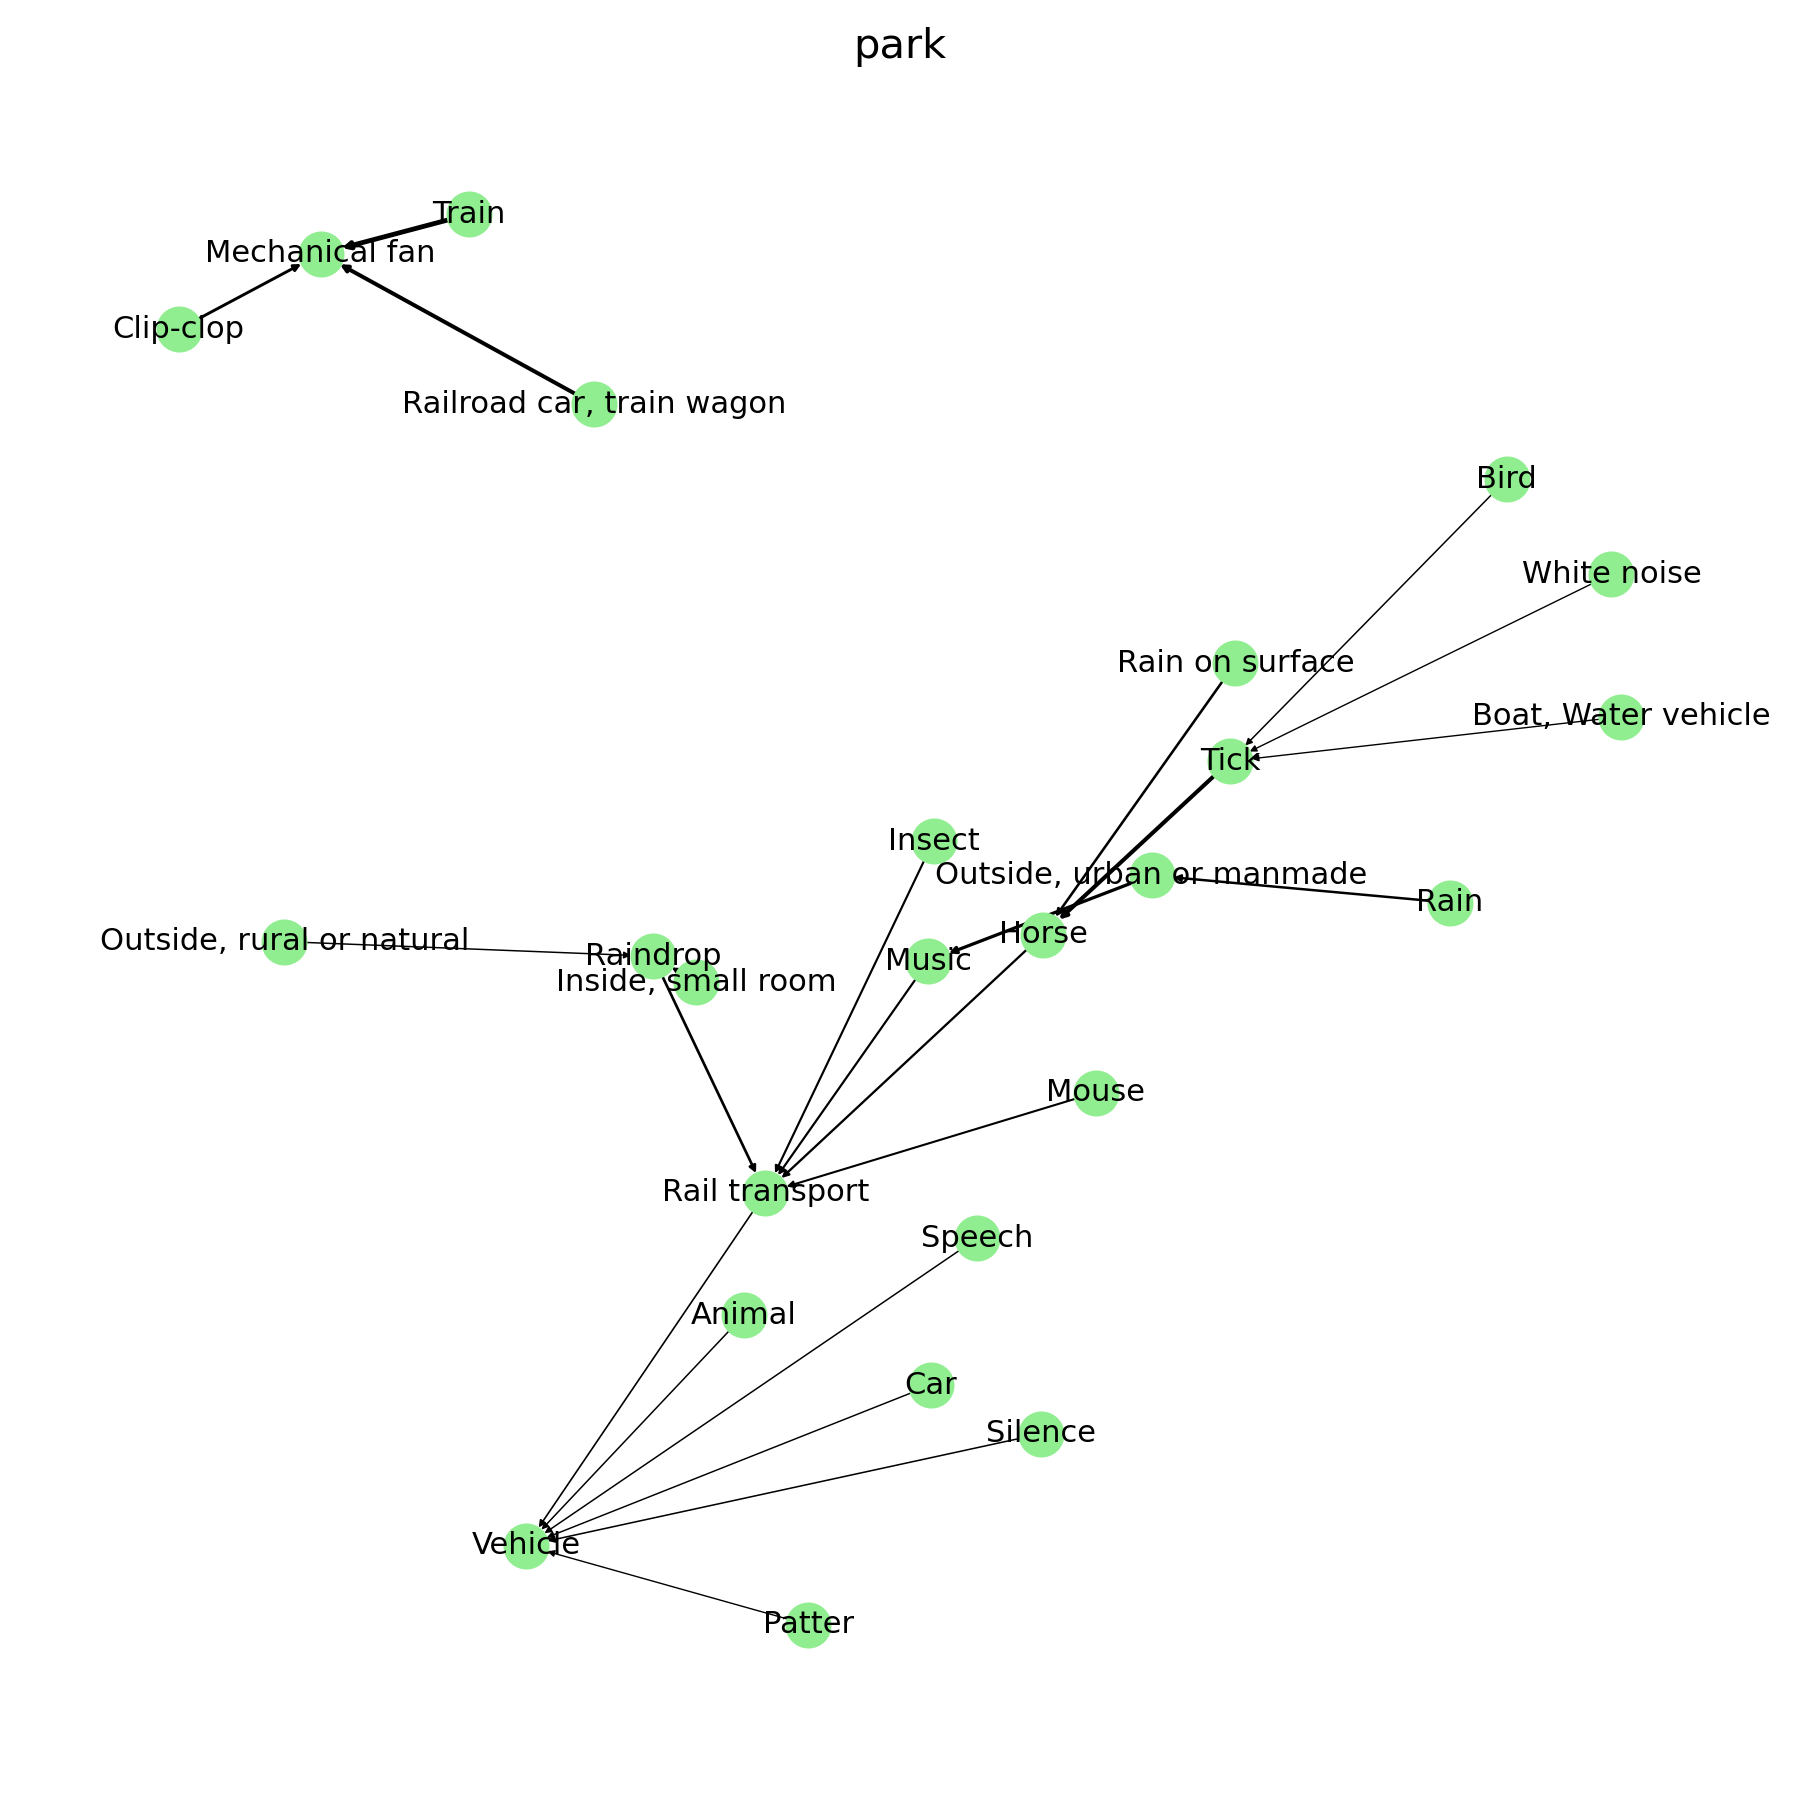 park
Train
Mechanical fan
Clip-clop
Railroad car, train wagon
Bird
White noise
Rain on surface
Boat, Water vehicle
Tick
Insect
Outside, urban or manmade
Rain
Horse
Outside, rural or natural
Raindrop
Music
Inside, small room
Mouse
Rail transport
Speech
Animal
Car
Silence
Vehicle
Patter